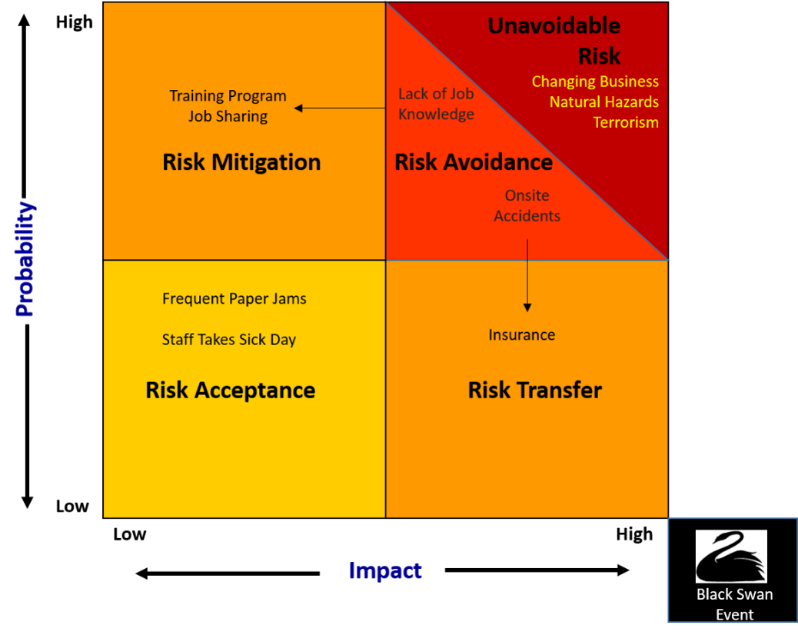 High
Unavoidable
Risk
Changing Business
Natural Hazards
Terrorism
Training Program
Job Sharing
Lack of Job
Knowledge
Risk Mitigation
Risk Avoidance
Onsite
Accidents
Probability
Frequent Paper Jams
Staff Takes Sick Day
Insurance
Risk Acceptance
Risk Transfer
Low
Low
High
Impact
Black Swan
Event